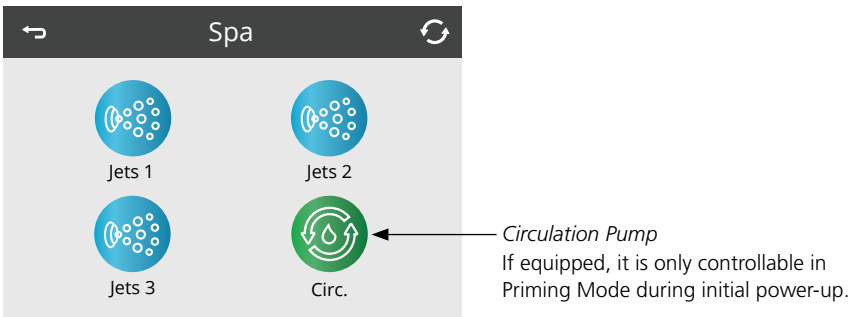 Spa
Jets 1
Jets 2
Jets 3
Circ.
Circulation Pump
If equipped, it is only controllable in
Priming Mode during initial power-up.